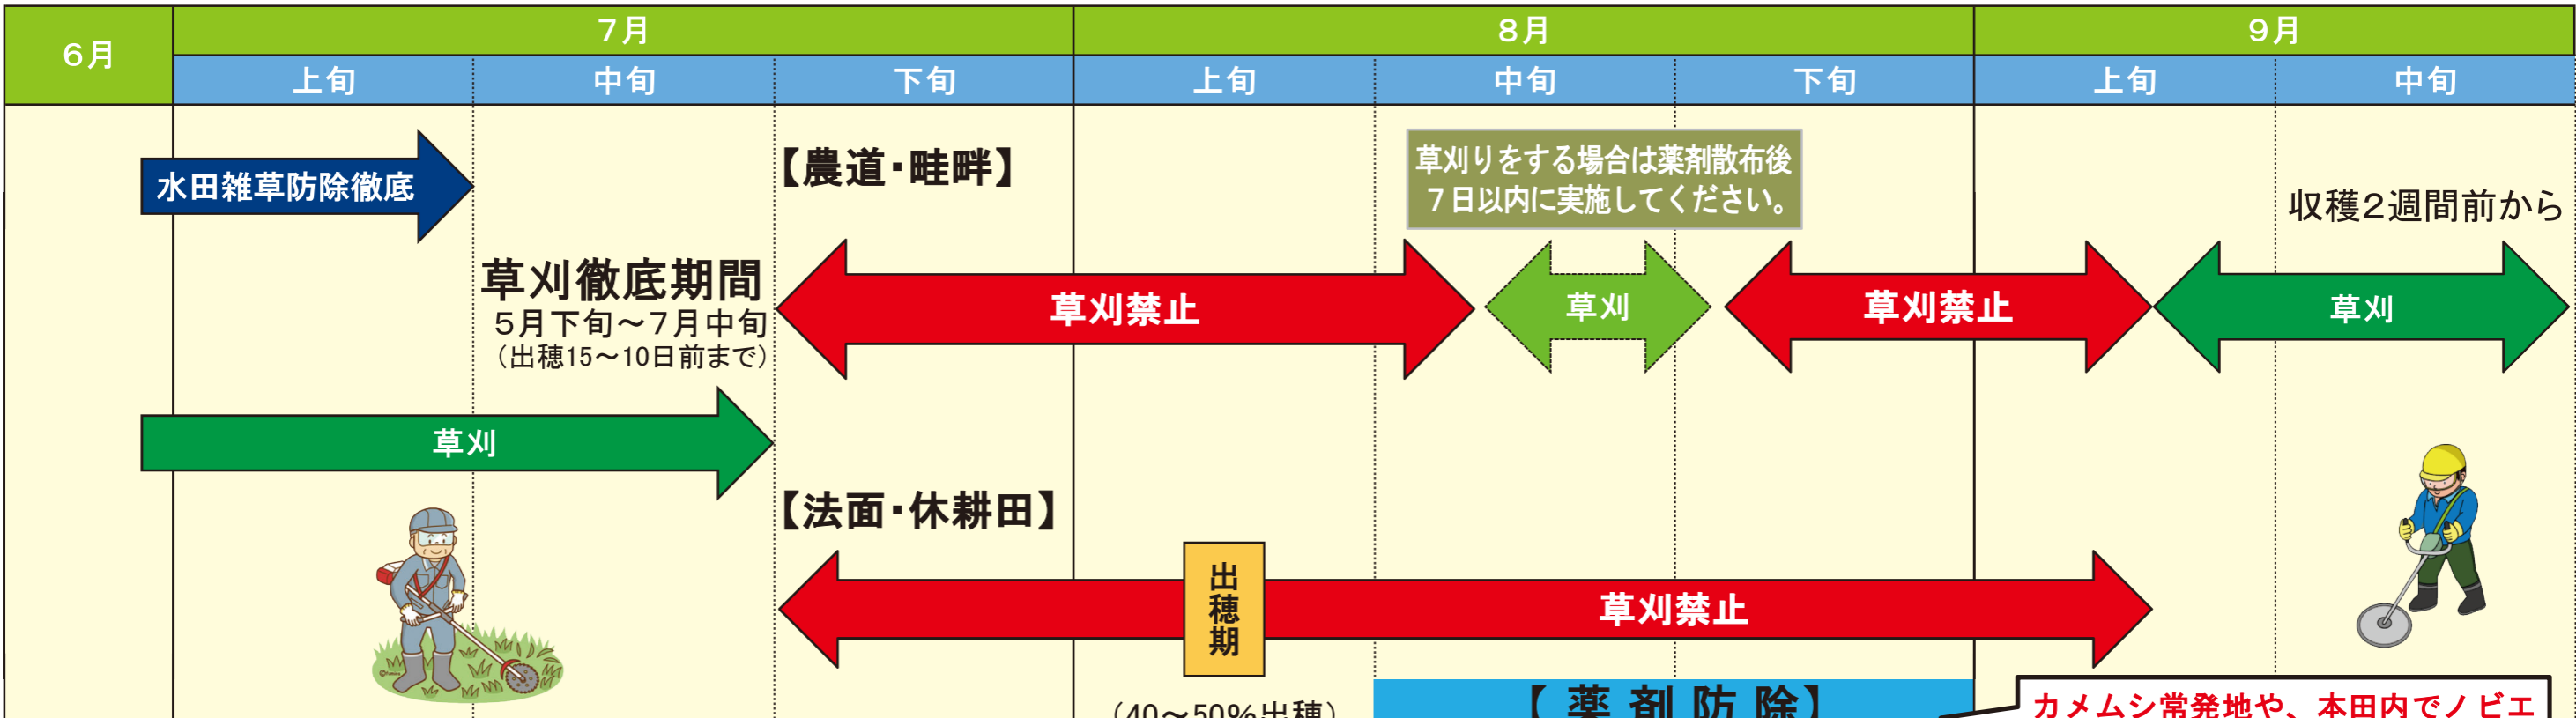 6月
7月
8月
9月
上旬
中旬
下旬
上旬
中旬
下旬
上旬
中旬
水田雑草防除徹底
【農道・畦畔】
草刈りをする場合は薬剤散布後
7日以内に実施してください。
収穫2週間前から
草刈徹底期間
5月下旬～7月中旬
（出穂15～10日前まで）
草刈禁止
草刈
草刈禁止
草刈
草刈
【法面・休耕田】
出穂期
草刈禁止
（40～50%出穂）
【薬剤防除】
カメムシ常発地や、本田内でノビエ